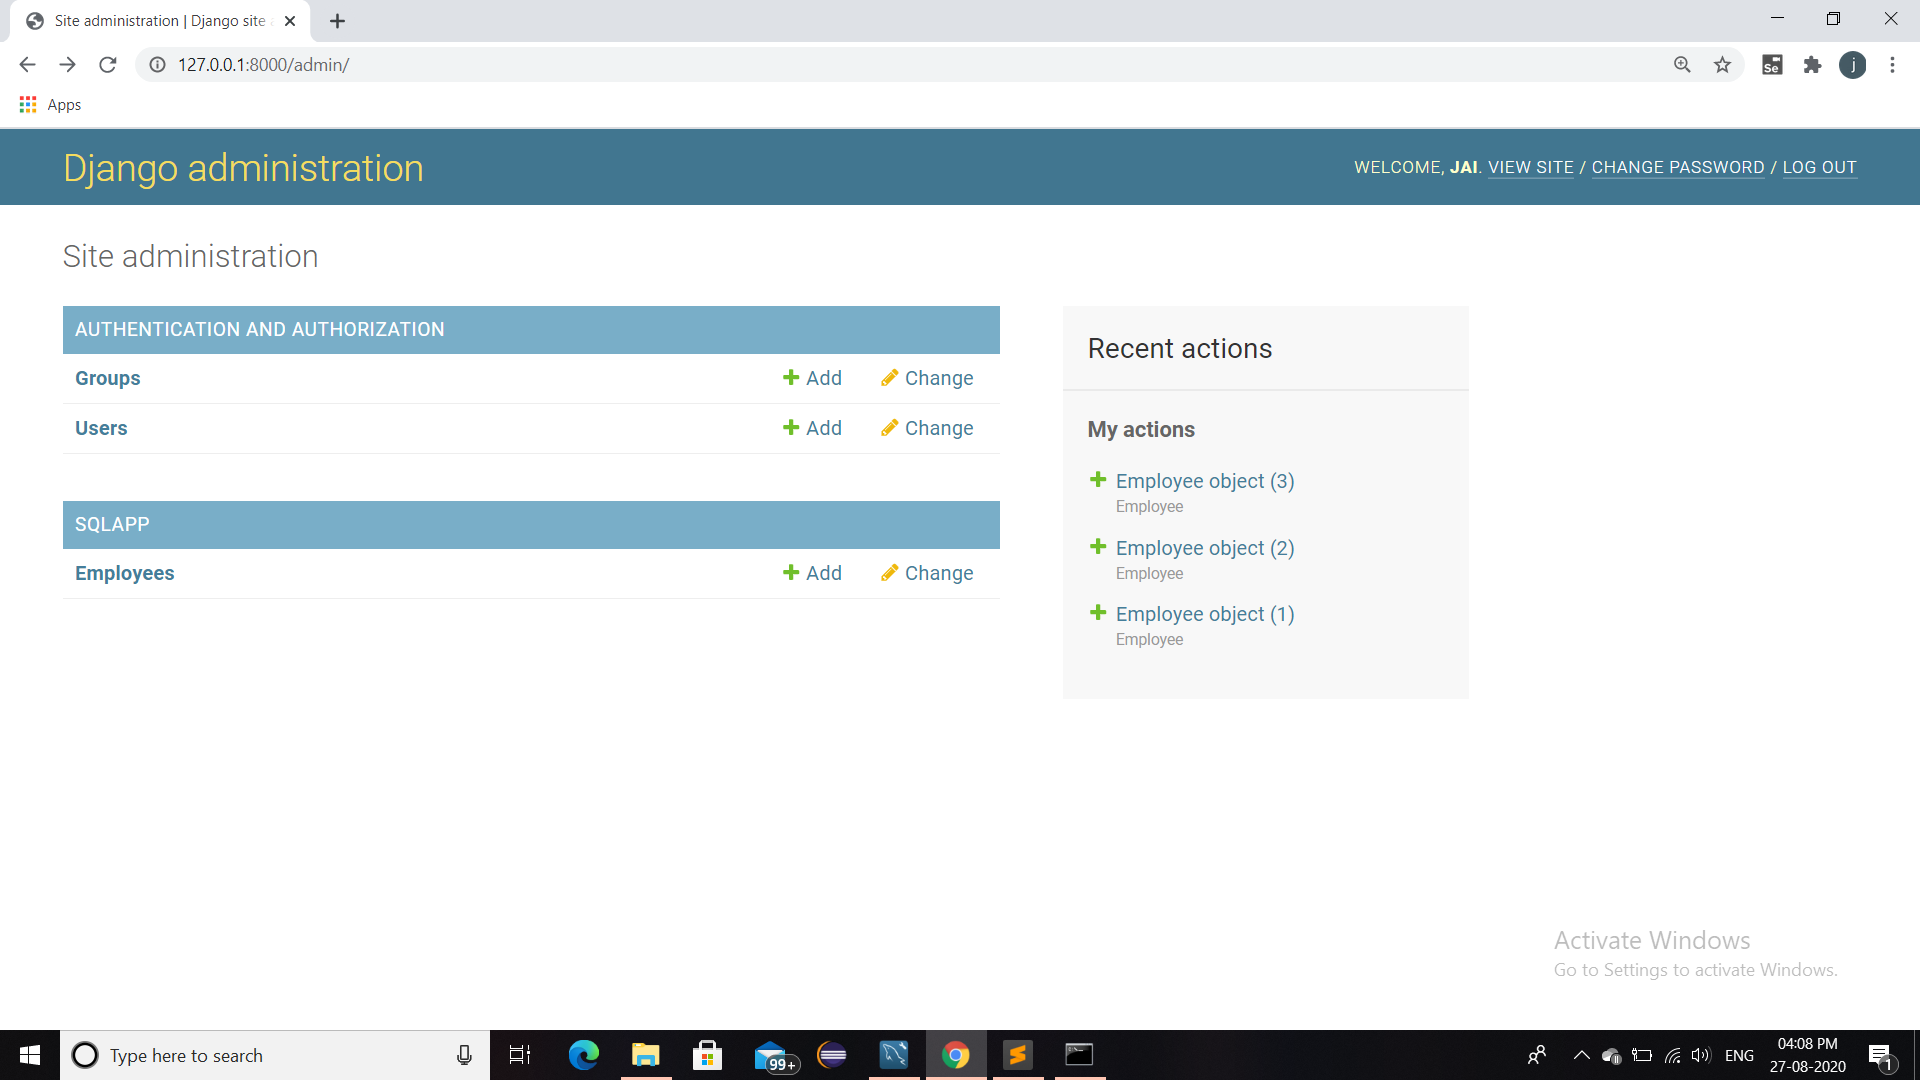 Site administration | Django site
127.0.0.1:8000/admin/
Se
j
Apps
Django administration
WELCOME, JAI. VIEW SITE / CHANGE PASSWORD / LOG OUT
Site administration
AUTHENTICATION AND AUTHORIZATION
Groups Add Change
Users Add Change
SQLAPP
Employees Add Change
Recent actions
My actions
Employee object (3)
Employee
Employee object (2)
Employee
Employee object (1)
Employee
Activate Windows
Go to Settings to activate Windows.
Type here to search
99+
ENG
04:08 PM
27-08-2020
1